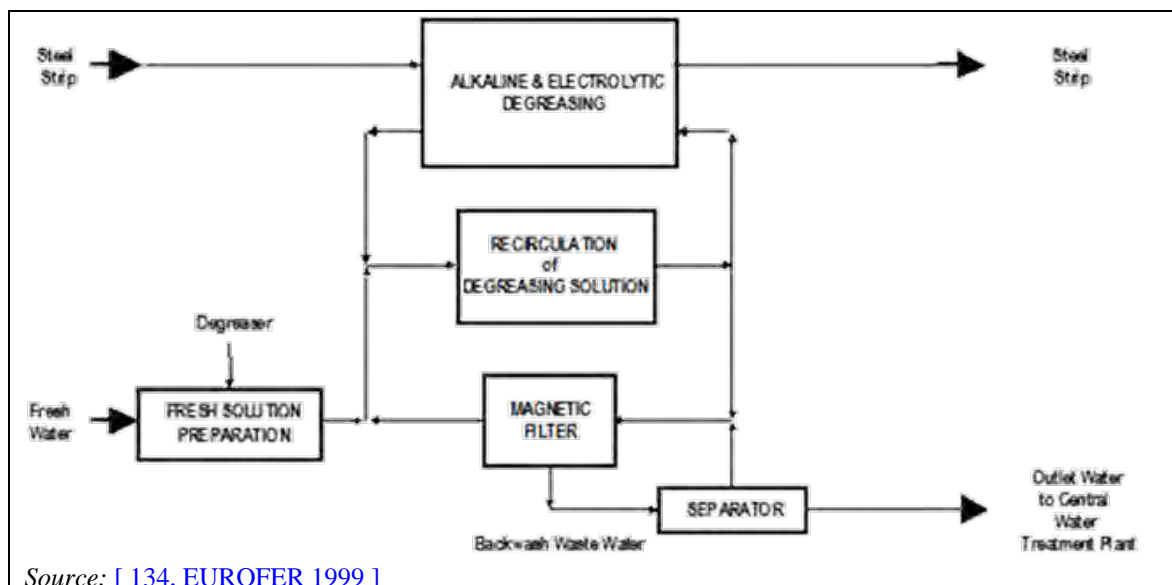 Steel
Strip
ALKALINE & ELECTROLYTIC
DEGREASING
Steel
Strip
RECIRCULATION
of
DEGREASING SOLUTION
Degreaser
Fresh
Water
FRESH SOLUTION
PREPARATION
MAGNETIC
FILTER
SEPARATOR
Outlet Water
to Central
Water
Treatment Plant
Backwash Waste Water
Source: [ 134, EUROFER 1999 ]